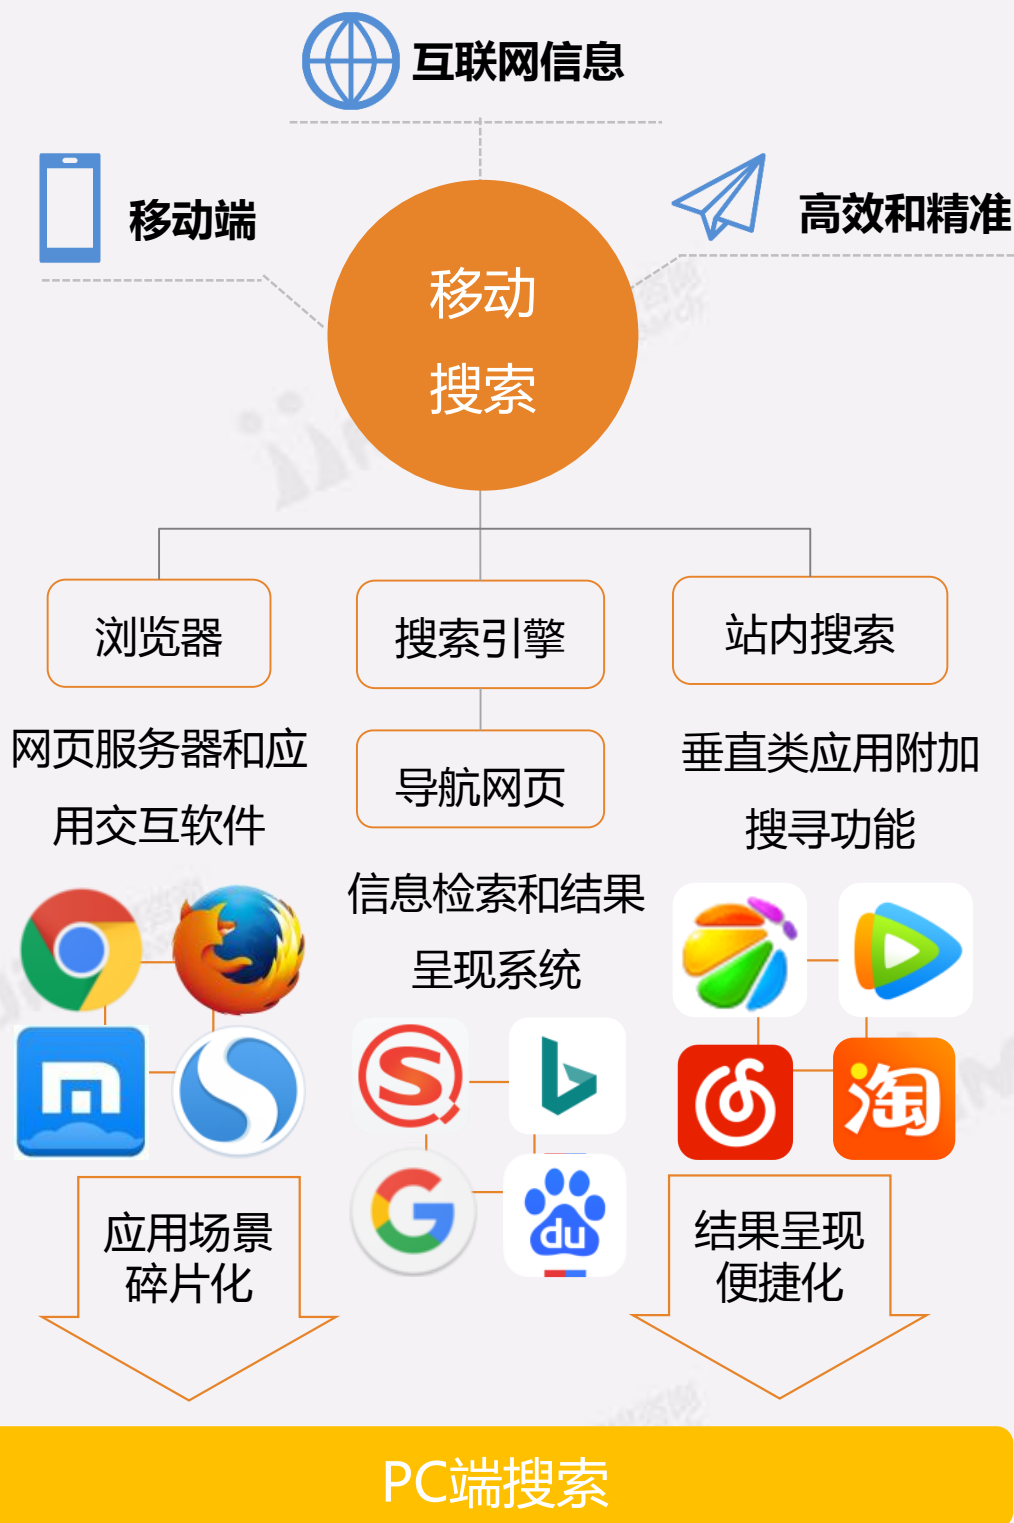 互联网信息
移动端
高效和精准
移动
搜索
浏览器
搜索引擎
站内搜索
网页服务器和应
用交互软件
导航网页
垂直类应用附加
搜寻功能
信息检索和结果
呈现系统
淘
du
应用场景
碎片化
结果呈现
便捷化
PC端搜索